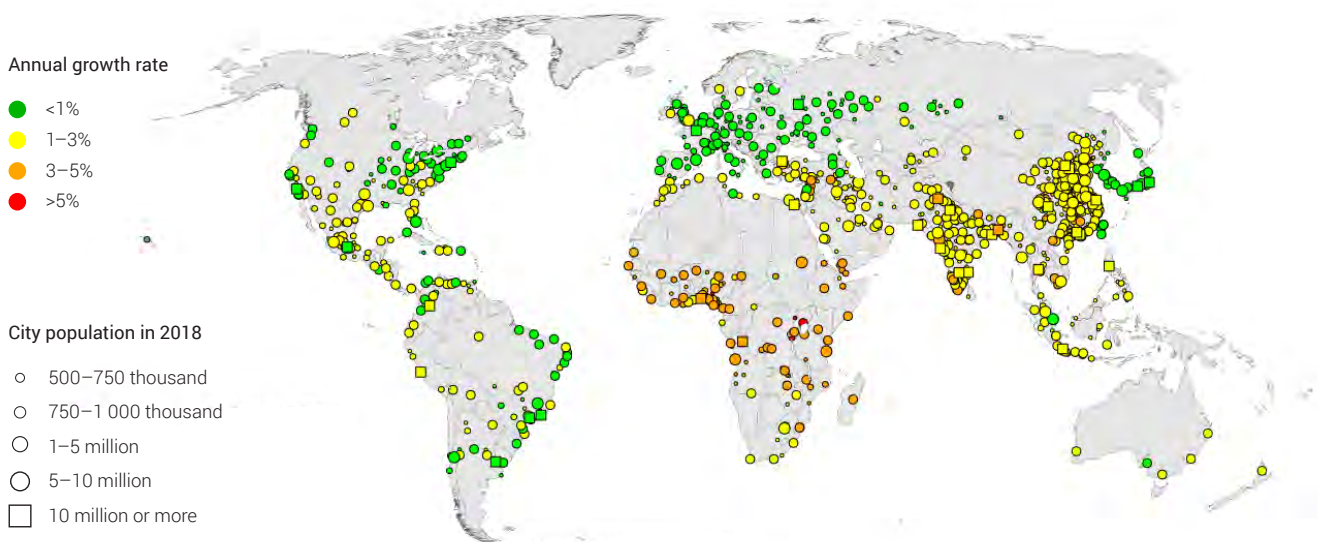 Annual growth rate
<1%
1–3%
3–5%
>5%
City population in 2018
500–750 thousand
750–1 000 thousand
1–5 million
5–10 million
10 million or more